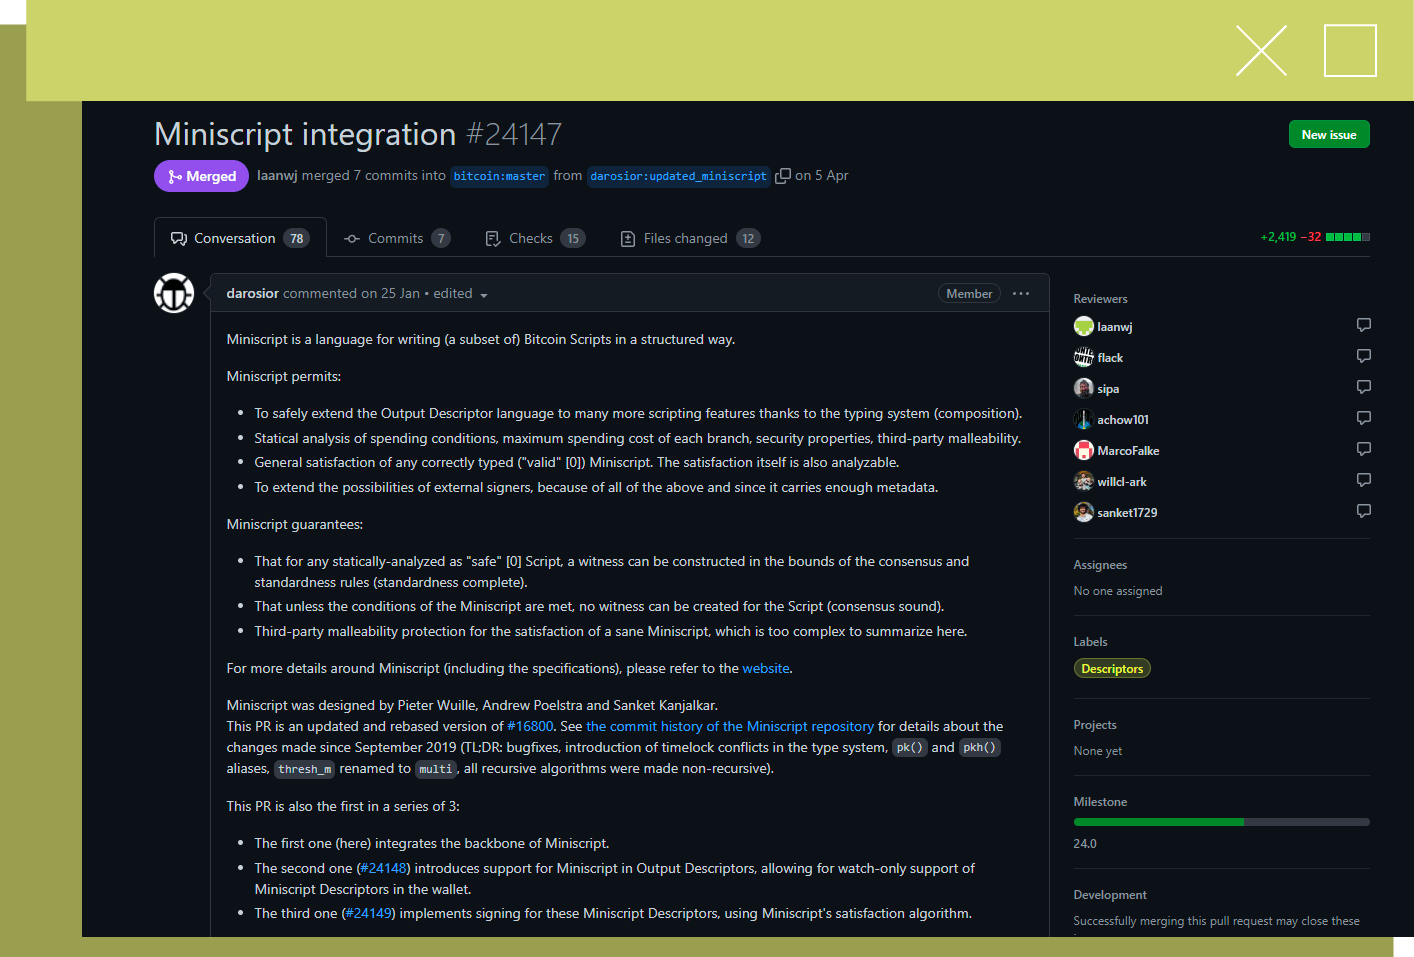 Miniscript integration #24147
New issue
Merged laanwj merged 7 commits into bitcoin:master from darosior:updated_miniscript on 5 Apr
Conversation 78 Commits 7 Checks 15 Files changed 12
+2,419 −32
darosior commented on 25 Jan • edited
Member
Miniscript is a language for writing (a subset of) Bitcoin Scripts in a structured way.
Miniscript permits:
• To safely extend the Output Descriptor language to many more scripting features thanks to the typing system (composition).
• Statical analysis of spending conditions, maximum spending cost of each branch, security properties, third-party malleability.
• General satisfaction of any correctly typed ("valid" [0]) Miniscript. The satisfaction itself is also analyzable.
• To extend the possibilities of external signers, because of all of the above and since it carries enough metadata.
Miniscript guarantees:
• That for any statically-analyzed as "safe" [0] Script, a witness can be constructed in the bounds of the consensus and
standardness rules (standardness complete).
• That unless the conditions of the Miniscript are met, no witness can be created for the Script (consensus sound).
• Third-party malleability protection for the satisfaction of a sane Miniscript, which is too complex to summarize here.
For more details around Miniscript (including the specifications), please refer to the website.
Miniscript was designed by Pieter Wuille, Andrew Poelstra and Sanket Kanjalkar.
This PR is an updated and rebased version of #16800. See the commit history of the Miniscript repository for details about the
changes made since September 2019 (TL;DR: bugfixes, introduction of timelock conflicts in the type system, pk() and pkh()
aliases, thresh_m renamed to multi, all recursive algorithms were made non-recursive).
This PR is also the first in a series of 3:
• The first one (here) integrates the backbone of Miniscript.
• The second one (#24148) introduces support for Miniscript in Output Descriptors, allowing for watch-only support of
Miniscript Descriptors in the wallet.
• The third one (#24149) implements signing for these Miniscript Descriptors, using Miniscript's satisfaction algorithm.
Reviewers
laanwj
flack
sipa
achow101
MarcoFalke
willcl-ark
sanket1729
Assignees
No one assigned
Labels
Descriptors
Projects
None yet
Milestone
24.0
Development
Successfully merging this pull request may close these